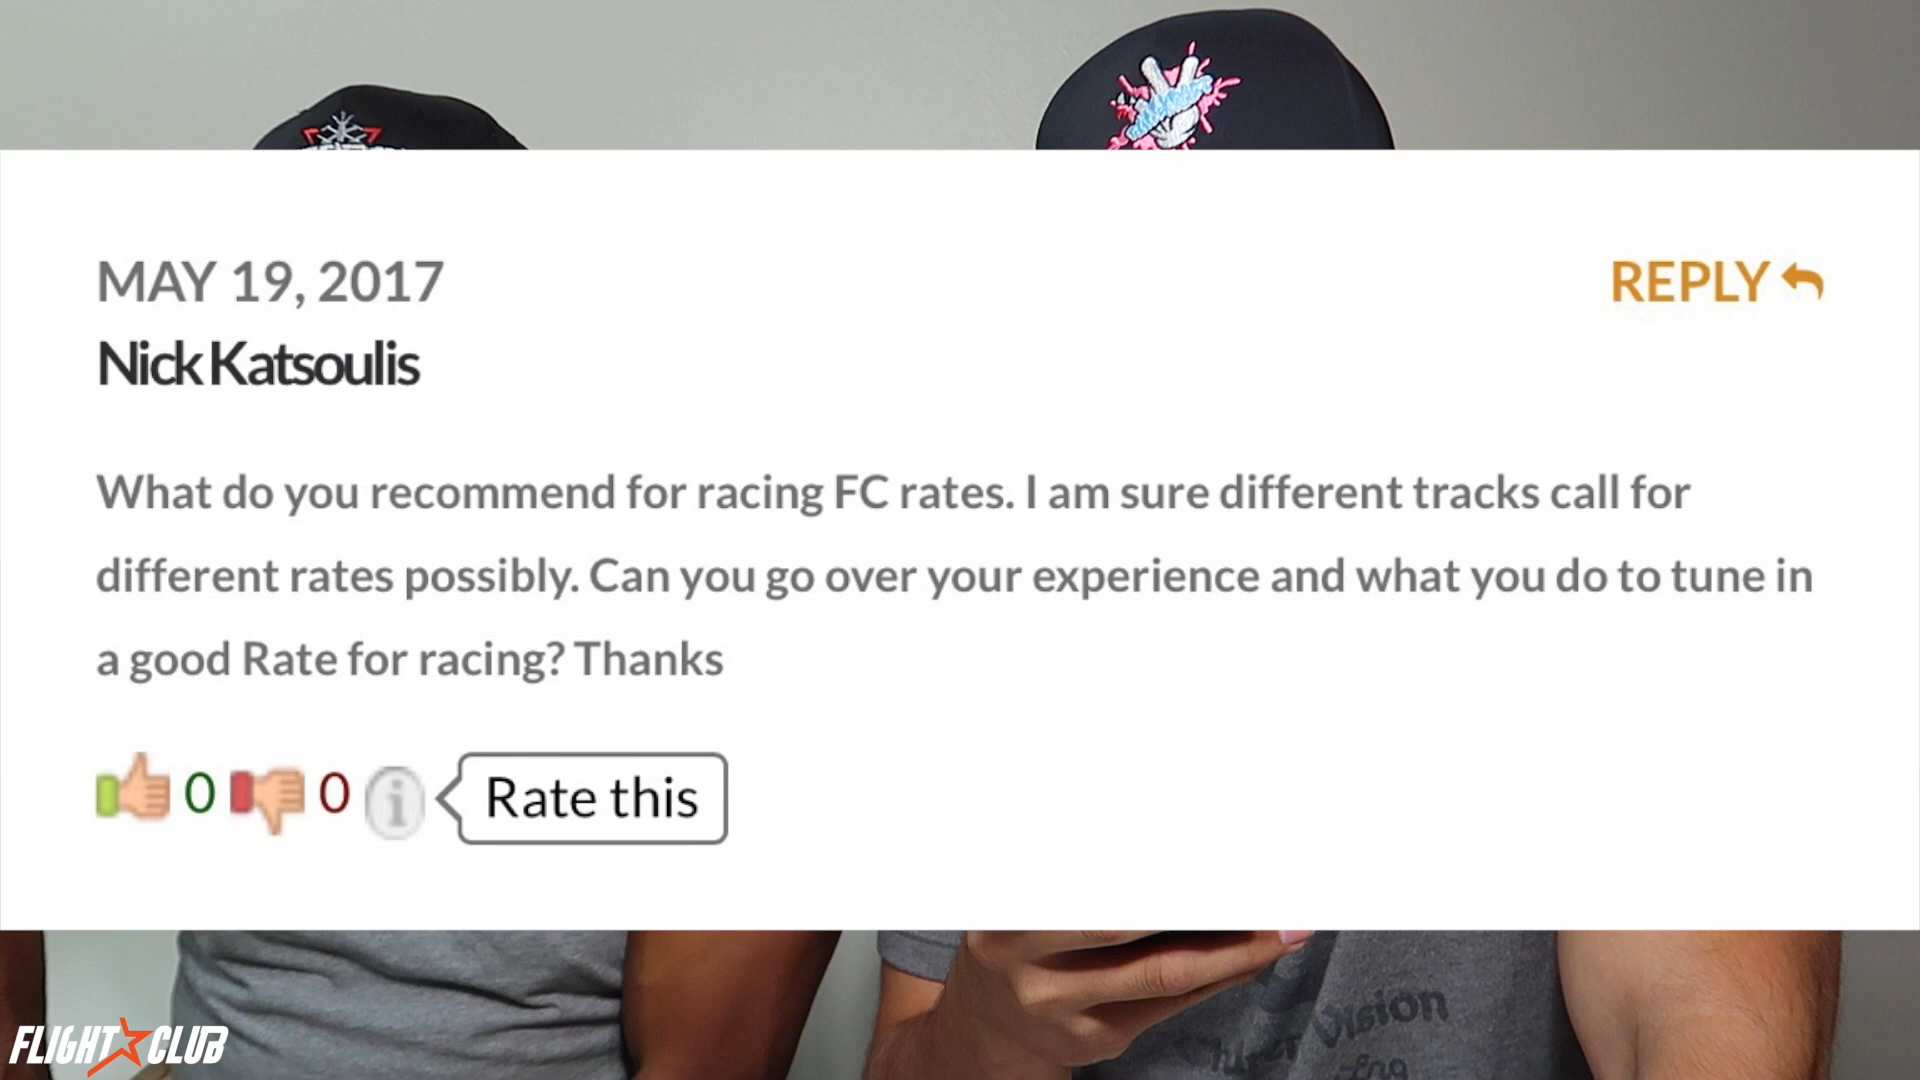 MAY 19, 2017
REPLY
Nick Katsoulis
What do you recommend for racing FC rates. I am sure different tracks call for
different rates possibly. Can you go over your experience and what you do to tune in
a good Rate for racing? Thanks
0 0 Rate this
Vision
FLIGHT CLUB